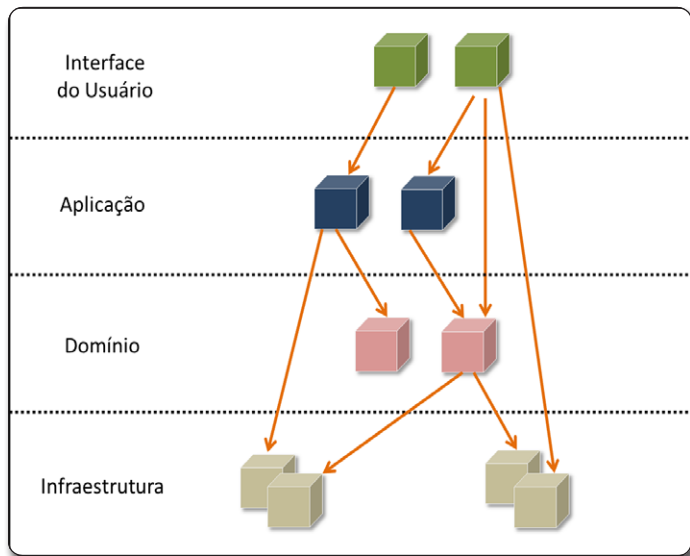 Interface
do Usuário
Aplicação
Domínio
Infraestrutura